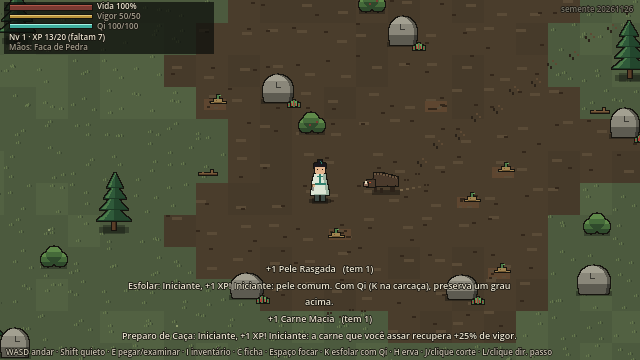 Vida 100%
Vigor 50/50
Qi 100/100
Nv 1 · XP 13/20 (faltam 7)
Mãos: Faca de Pedra
semente 20261126
+1 Pele Rasgada (tem 1)
Esfolar: Iniciante, +1 XP! Iniciante: pele comum. Com Qi (K na carcaça), preserva um grau
acima.
+1 Carne Macia (tem 1)
Preparo de Caça: Iniciante, +1 XP! Iniciante: a carne que você assar recupera +25% de vigor.
WASD andar · Shift quieto · E pegar/examinar · I inventário · C ficha · Espaço focar · K esfolar com Qi · H erva · J/clique corte · L/clique dir. passo